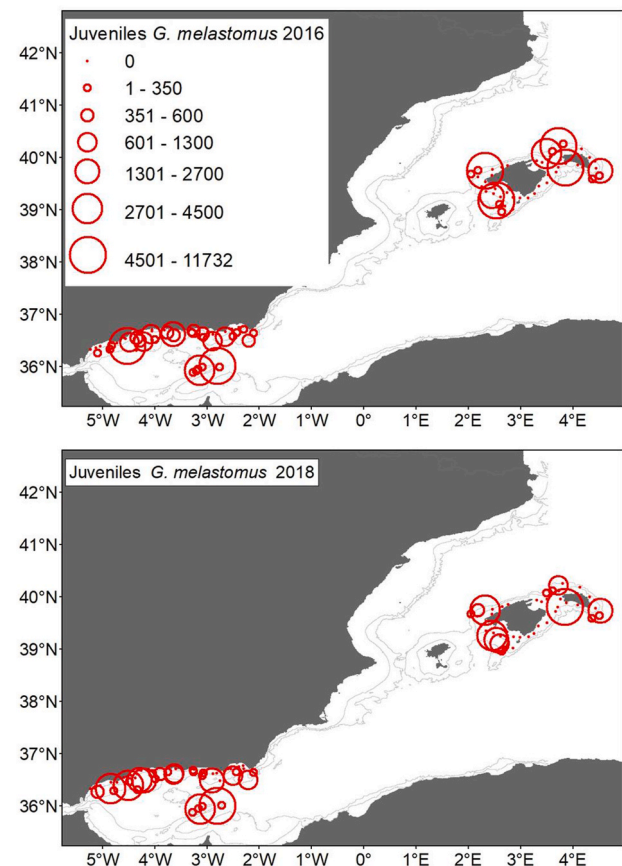 Juveniles G. melastomus 2016
0
1 - 350
351 - 600
601 - 1300
1301 - 2700
2701 - 4500
4501 - 11732
42°N
41°N
40°N
39°N
38°N
37°N
36°N
5°W 4°W 3°W 2°W 1°W 0° 1°E 2°E 3°E 4°E
Juveniles G. melastomus 2018
42°N
41°N
40°N
39°N
38°N
37°N
36°N
5°W 4°W 3°W 2°W 1°W 0° 1°E 2°E 3°E 4°E